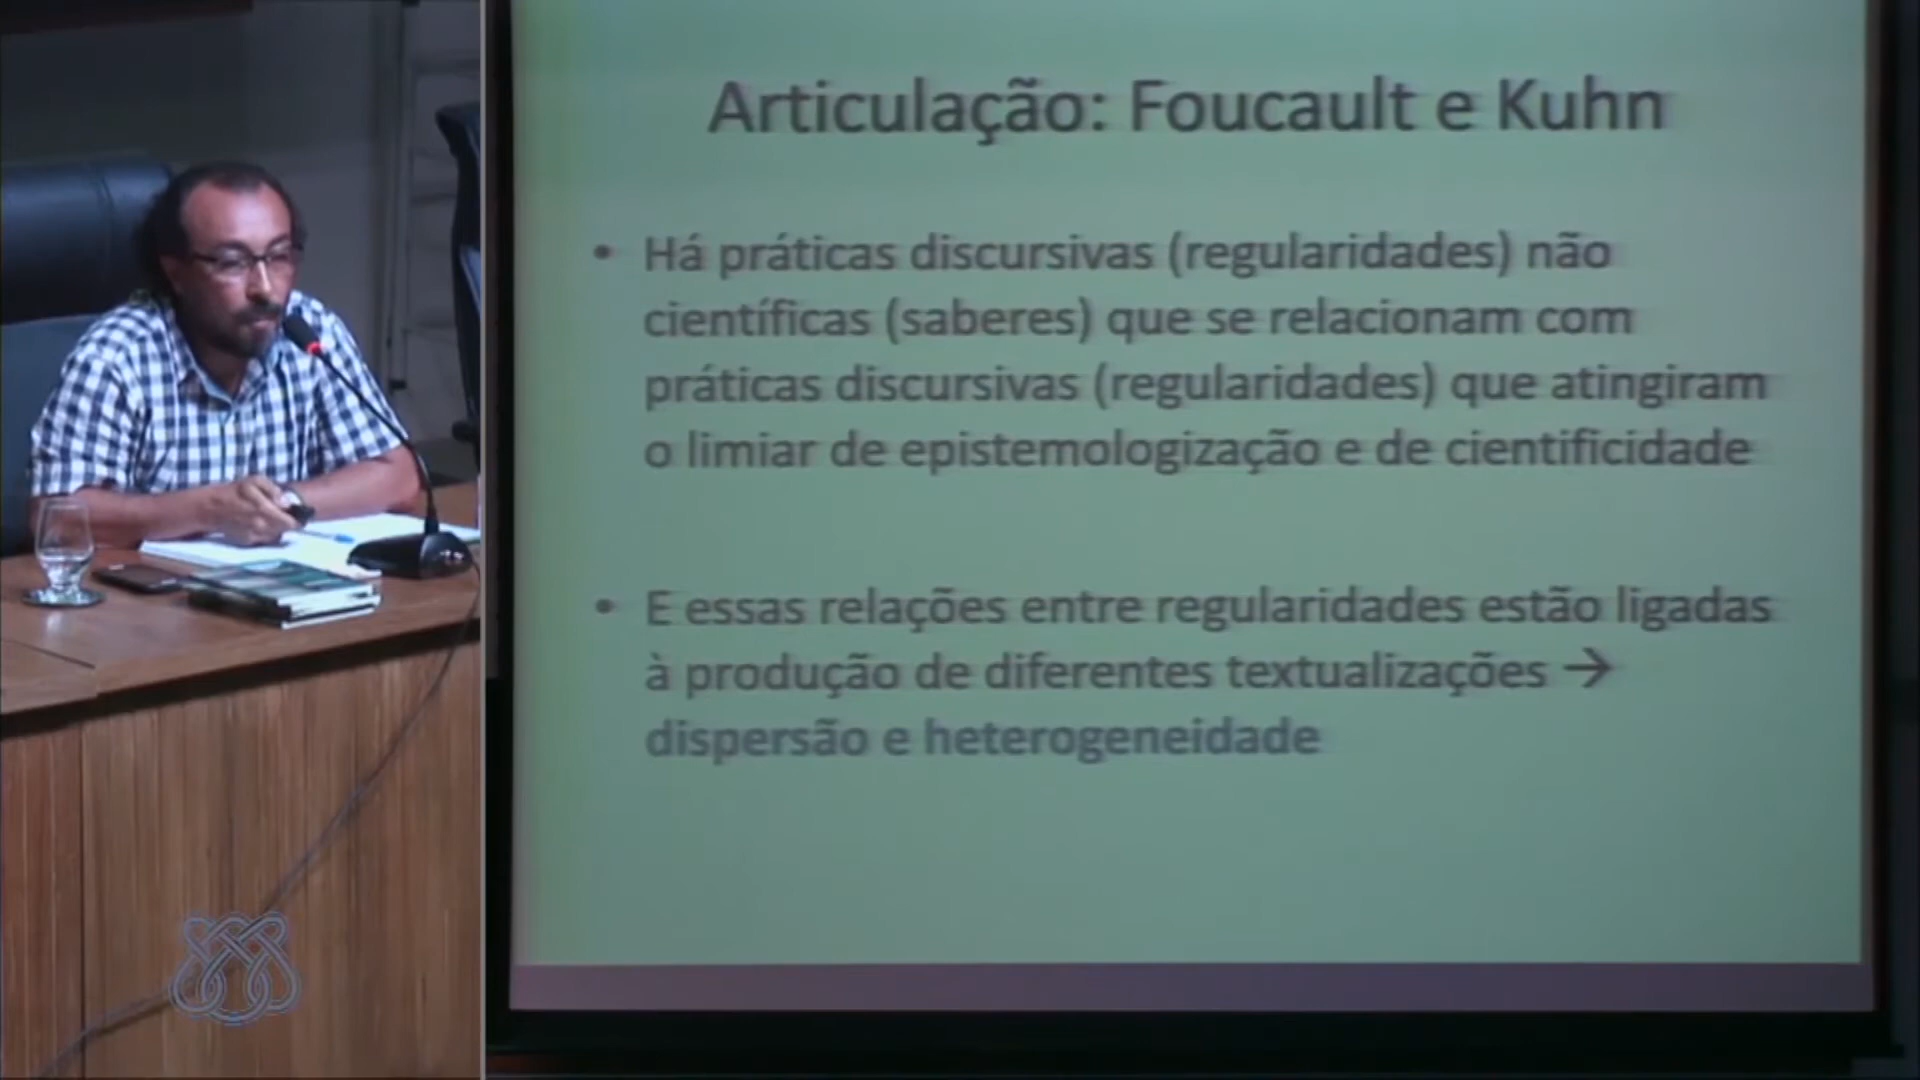 Articulação: Foucault e Kuhn
• Há práticas discursivas (regularidades) não
científicas (saberes) que se relacionam com
práticas discursivas (regularidades) que atingiram
o limiar de epistemologização e de cientificidade
• E essas relações entre regularidades estão ligadas
à produção de diferentes textualizações →
dispersão e heterogeneidade